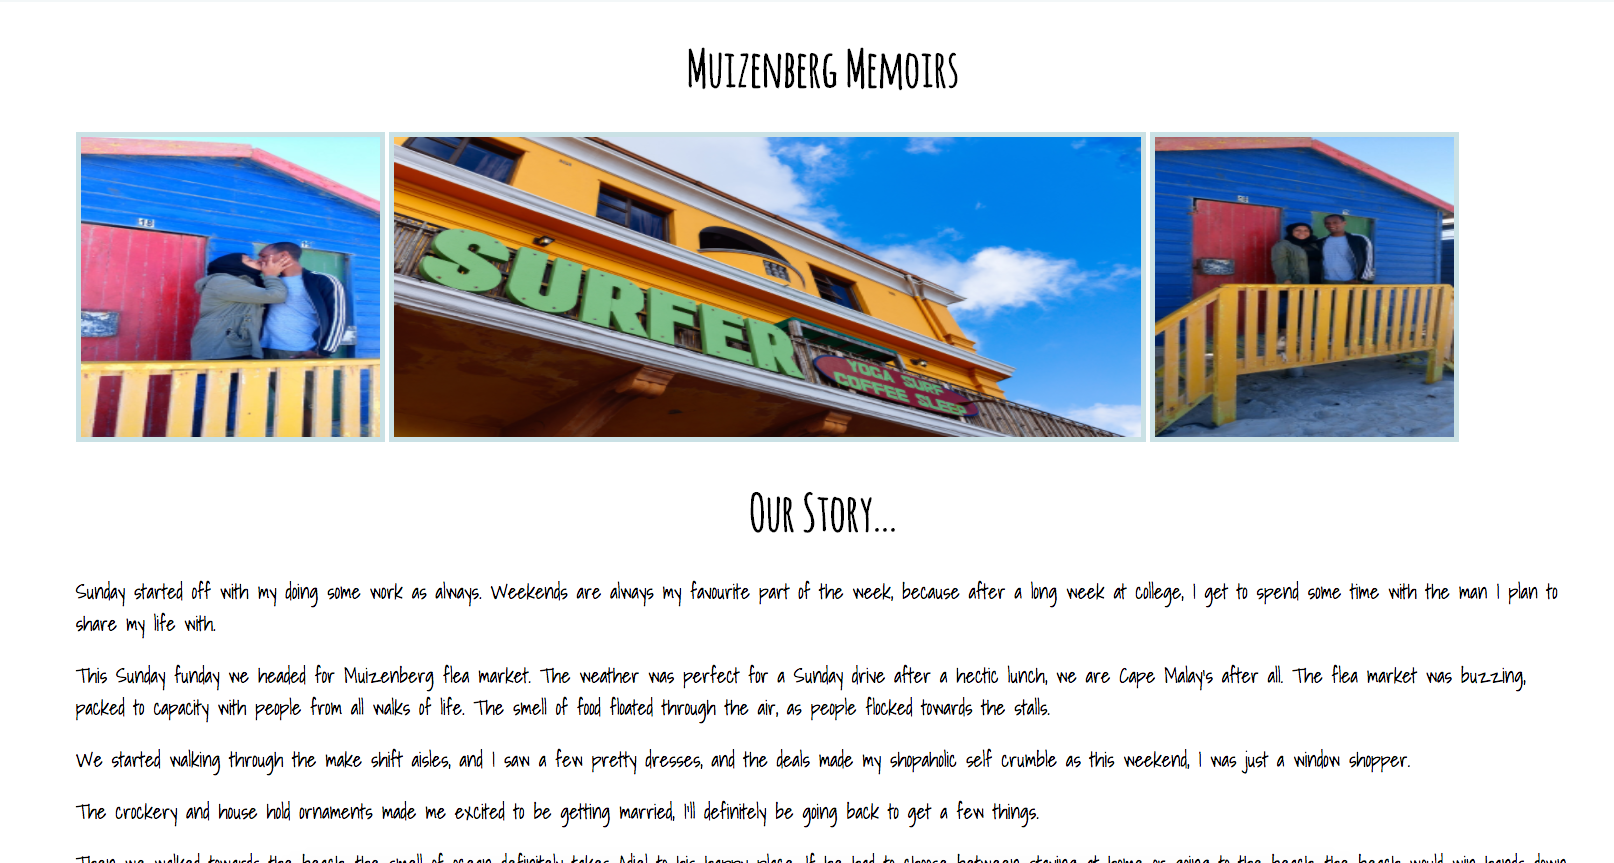 Muizenberg Memoirs
18
SURFER
YOGA SURF
COFFEE SLEEP
Our Story...
Sunday started off with my doing some work as always. Weekends are always my favourite part of the week, because after a long week at college, I get to spend some time with the man I plan to
share my life with.
This Sunday funday we headed for Muizenberg flea market. The weather was perfect for a Sunday drive after a hectic lunch, we are Cape Malay's after all. The flea market was buzzing,
packed to capacity with people from all walks of life. The smell of food floated through the air, as people flocked towards the stalls.
We started walking through the make shift aisles, and I saw a few pretty dresses, and the deals made my shopaholic self crumble as this weekend, I was just a window shopper.
The crockery and house hold ornaments made me excited to be getting married, I'll definitely be going back to get a few things.